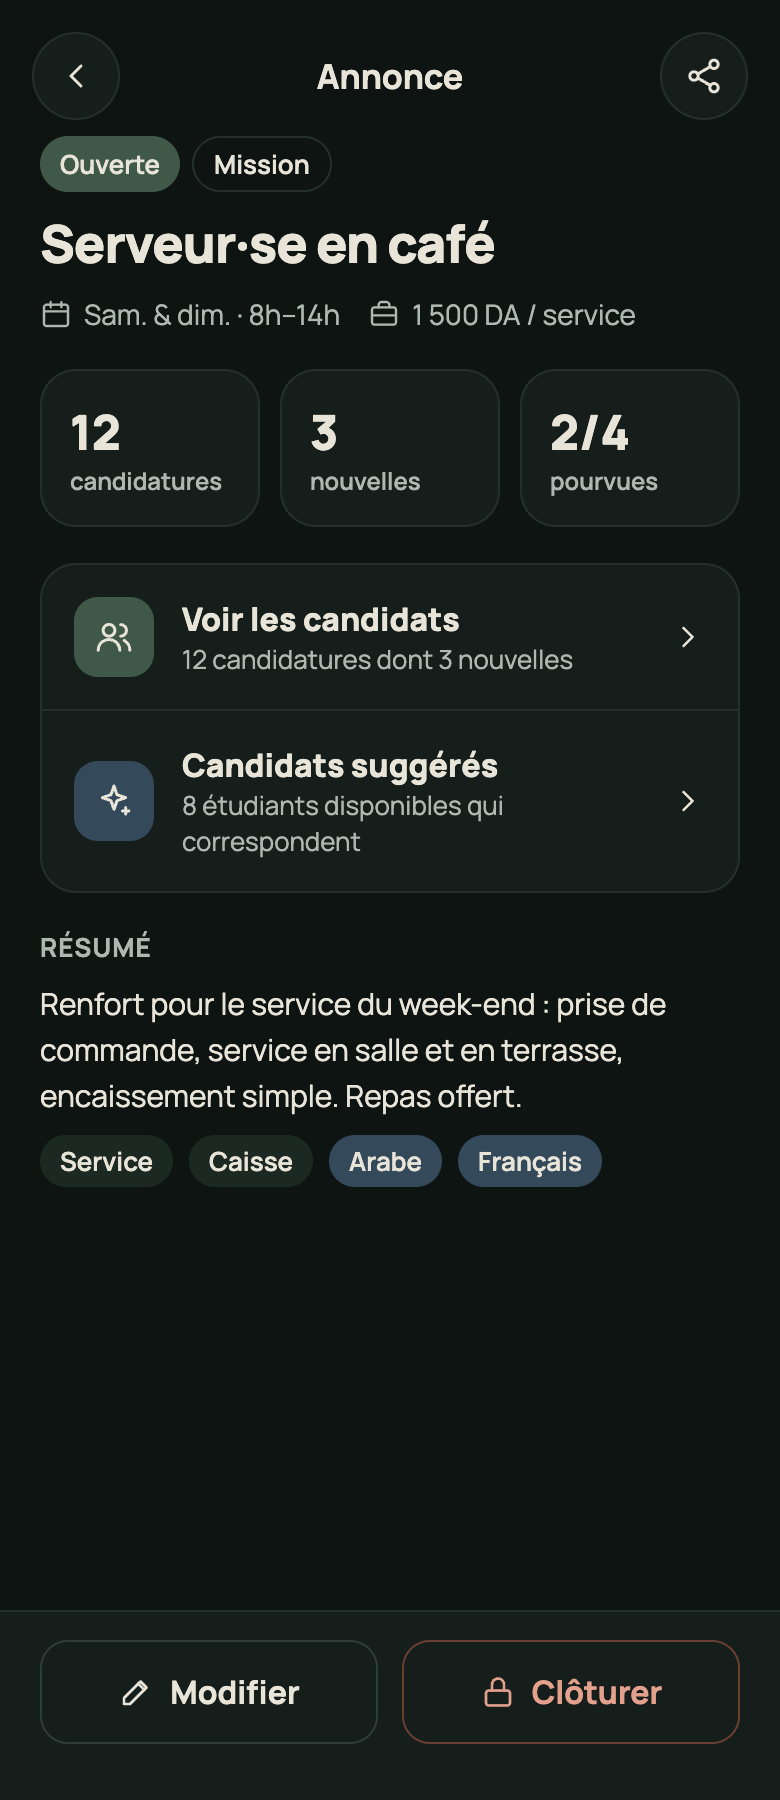 Annonce
Ouverte
Mission
Serveur·se en café
Sam. & dim. · 8h–14h
1 500 DA / service
12
candidatures
3
nouvelles
2/4
pourvues
Voir les candidats
12 candidatures dont 3 nouvelles
Candidats suggérés
8 étudiants disponibles qui
correspondent
RÉSUMÉ
Renfort pour le service du week-end : prise de
commande, service en salle et en terrasse,
encaissement simple. Repas offert.
Service
Caisse
Arabe
Français
Modifier
Clôturer